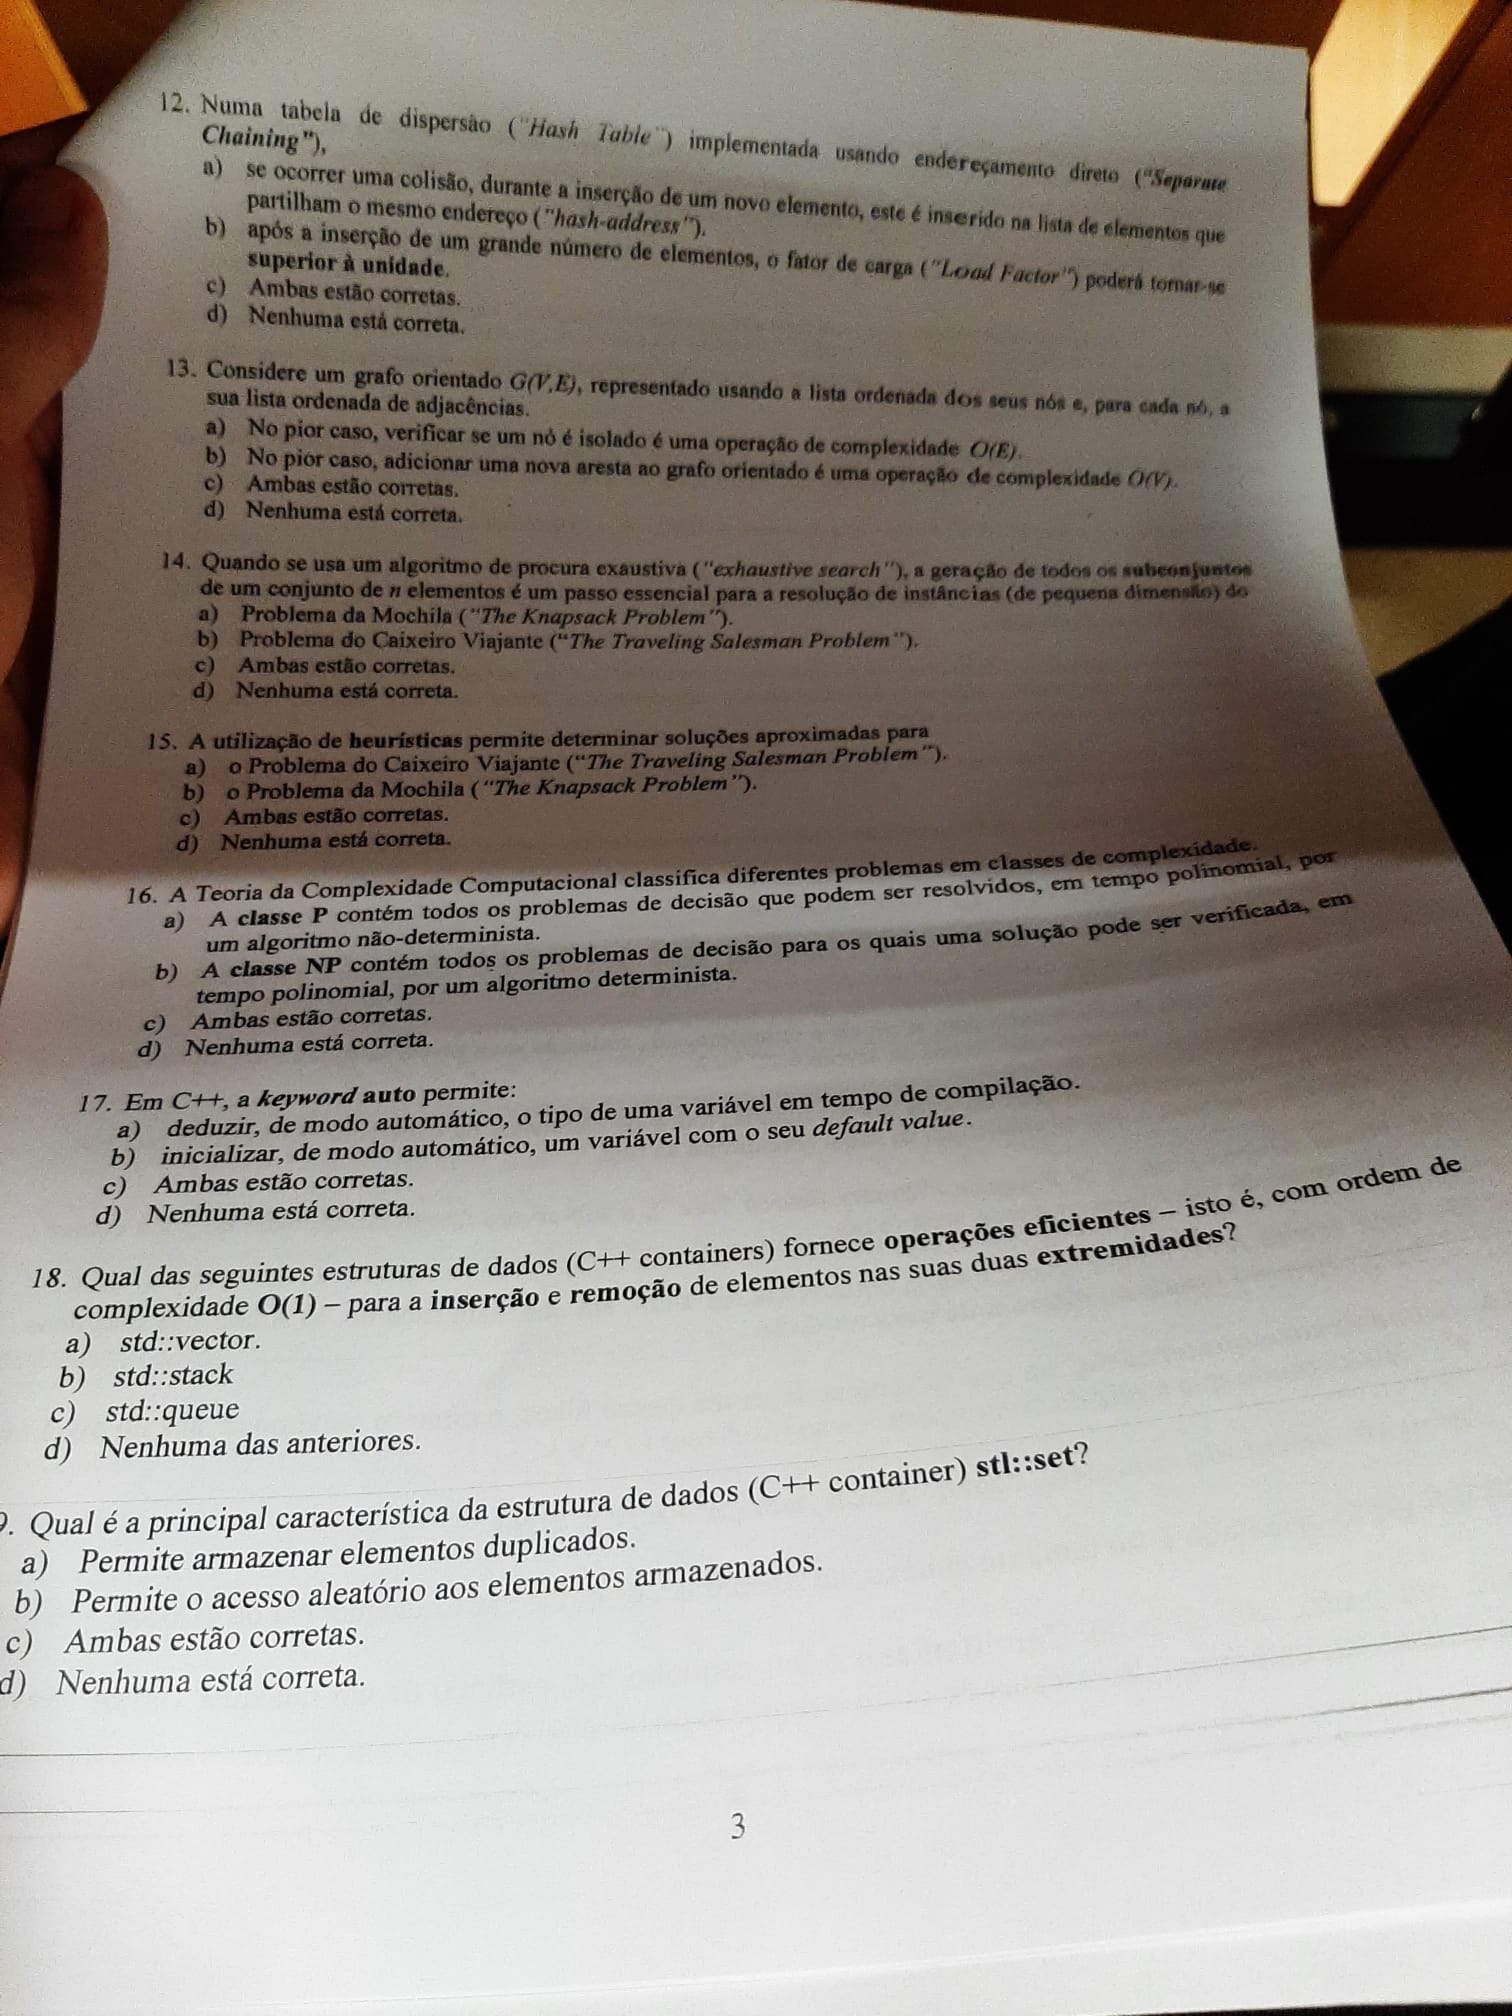 12. Numa tabela de dispersão ("Hash Table") implementada usando endereçamento direto ("Separate
Chaining"),
a) se ocorrer uma colisão, durante a inserção de um novo elemento, este é inserido na lista de elementos que
partilham o mesmo endereço ("hash-address").
b) após a inserção de um grande número de elementos, o fator de carga ("Load Factor") poderá tornar-se
superior à unidade.
c) Ambas estão corretas.
d) Nenhuma está correta.
13. Considere um grafo orientado G(V,E), representado usando a lista ordenada dos seus nós e, para cada nó, a
sua lista ordenada de adjacências.
a) No pior caso, verificar se um nó é isolado é uma operação de complexidade O(E).
b) No pior caso, adicionar uma nova aresta ao grafo orientado é uma operação de complexidade O(V).
c) Ambas estão corretas.
d) Nenhuma está correta.
14. Quando se usa um algoritmo de procura exaustiva ("exhaustive search"), a geração de todos os subconjuntos
de um conjunto de n elementos é um passo essencial para a resolução de instâncias (de pequena dimensão) do
a) Problema da Mochila ("The Knapsack Problem").
b) Problema do Caixeiro Viajante ("The Traveling Salesman Problem").
c) Ambas estão corretas.
d) Nenhuma está correta.
15. A utilização de heurísticas permite determinar soluções aproximadas para
a) o Problema do Caixeiro Viajante ("The Traveling Salesman Problem").
b) o Problema da Mochila ("The Knapsack Problem").
c) Ambas estão corretas.
d) Nenhuma está correta.
16. A Teoria da Complexidade Computacional classifica diferentes problemas em classes de complexidade.
a) A classe P contém todos os problemas de decisão que podem ser resolvidos, em tempo polinomial, por
um algoritmo não-determinista.
b) A classe NP contém todos os problemas de decisão para os quais uma solução pode ser verificada, em
tempo polinomial, por um algoritmo determinista.
c) Ambas estão corretas.
d) Nenhuma está correta.
17. Em C++, a keyword auto permite:
a) deduzir, de modo automático, o tipo de uma variável em tempo de compilação.
b) inicializar, de modo automático, um variável com o seu default value.
c) Ambas estão corretas.
d) Nenhuma está correta.
18. Qual das seguintes estruturas de dados (C++ containers) fornece operações eficientes – isto é, com ordem de
complexidade O(1) – para a inserção e remoção de elementos nas suas duas extremidades?
a) std::vector.
b) std::stack
c) std::queue
d) Nenhuma das anteriores.
9. Qual é a principal característica da estrutura de dados (C++ container) stl::set?
a) Permite armazenar elementos duplicados.
b) Permite o acesso aleatório aos elementos armazenados.
c) Ambas estão corretas.
d) Nenhuma está correta.
3